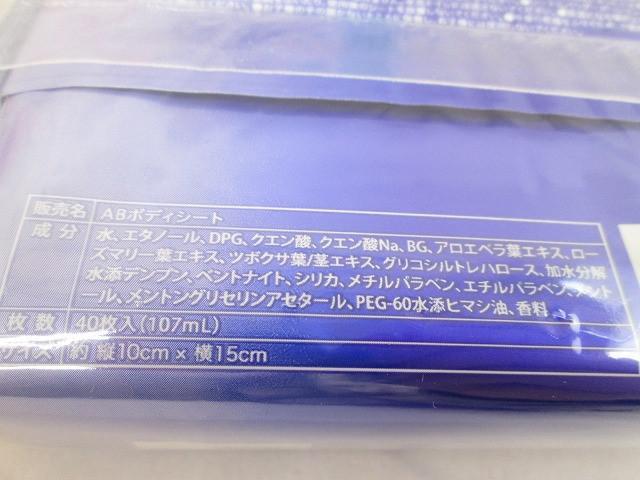 販売名 ABボディシート
成分 水、エタノール、DPG、クエン酸、クエン酸Na、BG、アロエベラ葉エキス、ロー
ズマリー葉エキス、ツボクサ葉/茎エキス、グリコシルトレハロース、加水分解
水添デンプン、ベントナイト、シリカ、メチルパラベン、エチルパラベン、メント
ール、メントングリセリンアセタール、PEG-60水添ヒマシ油、香料
枚数 40枚入(107mL)
サイズ 約 縦10cm×横15cm